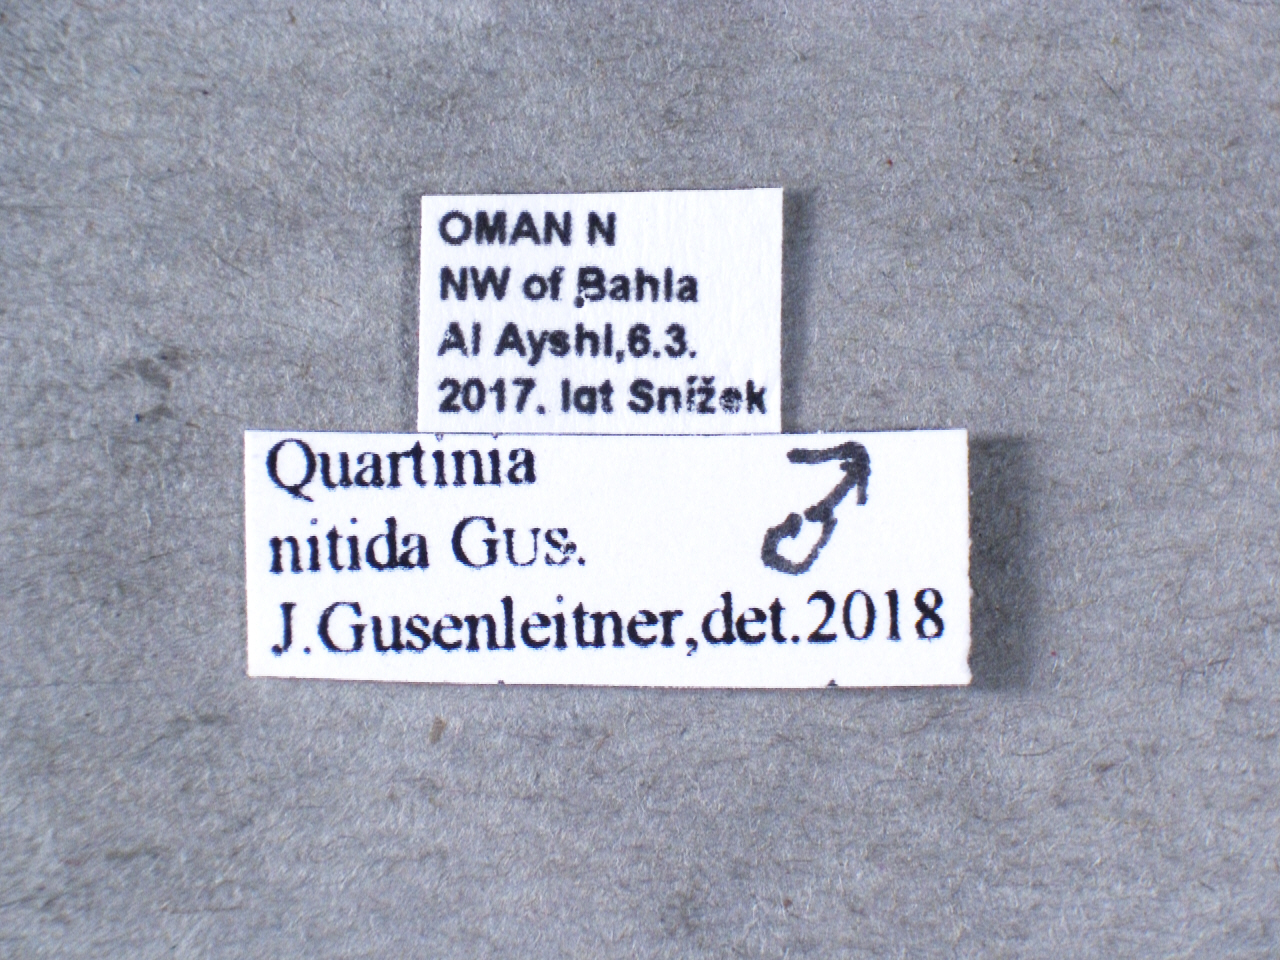 OMAN N
NW of Bahla
Al Ayshi,6.3.
2017. lgt Snížek
Quartinia
nitida Gus. ♂
J.Gusenleitner,det.2018